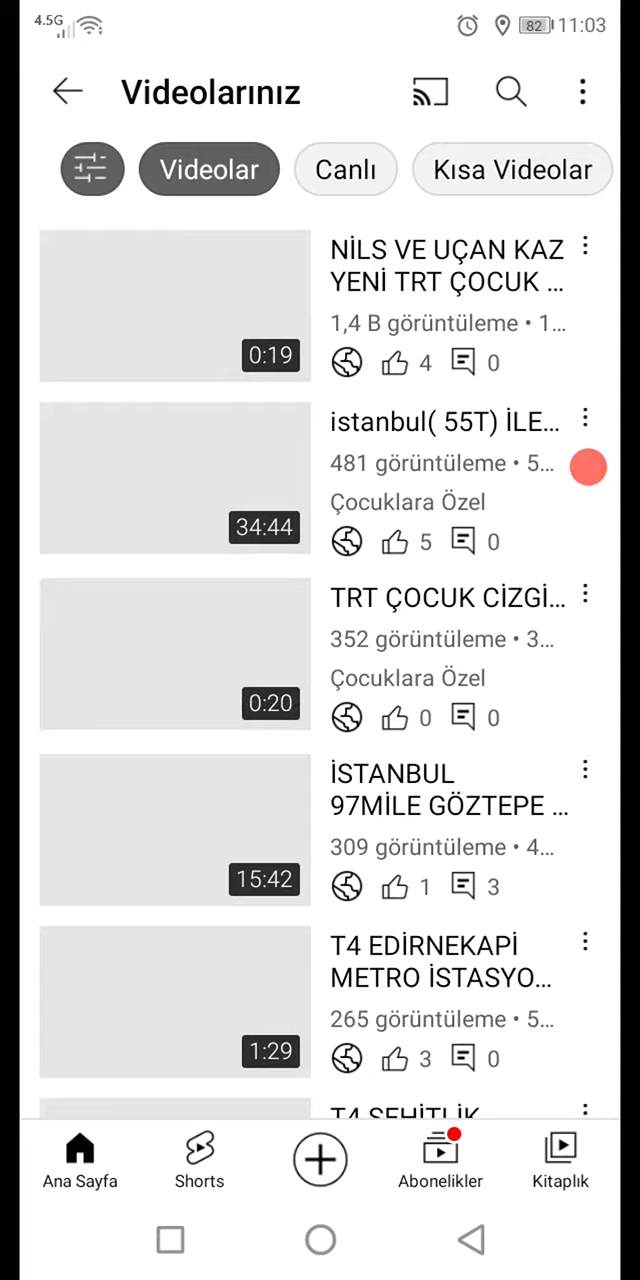 4.5G
82 11:03
Videolarınız
Videolar
Canlı
Kısa Videolar
NİLS VE UÇAN KAZ
YENİ TRT ÇOCUK ...
1,4 B görüntüleme • 1...
0:19
4
0
istanbul( 55T) İLE...
481 görüntüleme • 5...
Çocuklara Özel
34:44
5
0
TRT ÇOCUK CİZGİ...
352 görüntüleme • 3...
Çocuklara Özel
0:20
0
0
İSTANBUL
97MİLE GÖZTEPE ...
309 görüntüleme • 4...
15:42
1
3
T4 EDİRNEKAPİ
METRO İSTASYO...
265 görüntüleme • 5...
1:29
3
0
T4 ŞEHİTLİK
Ana Sayfa
Shorts
Abonelikler
Kitaplık